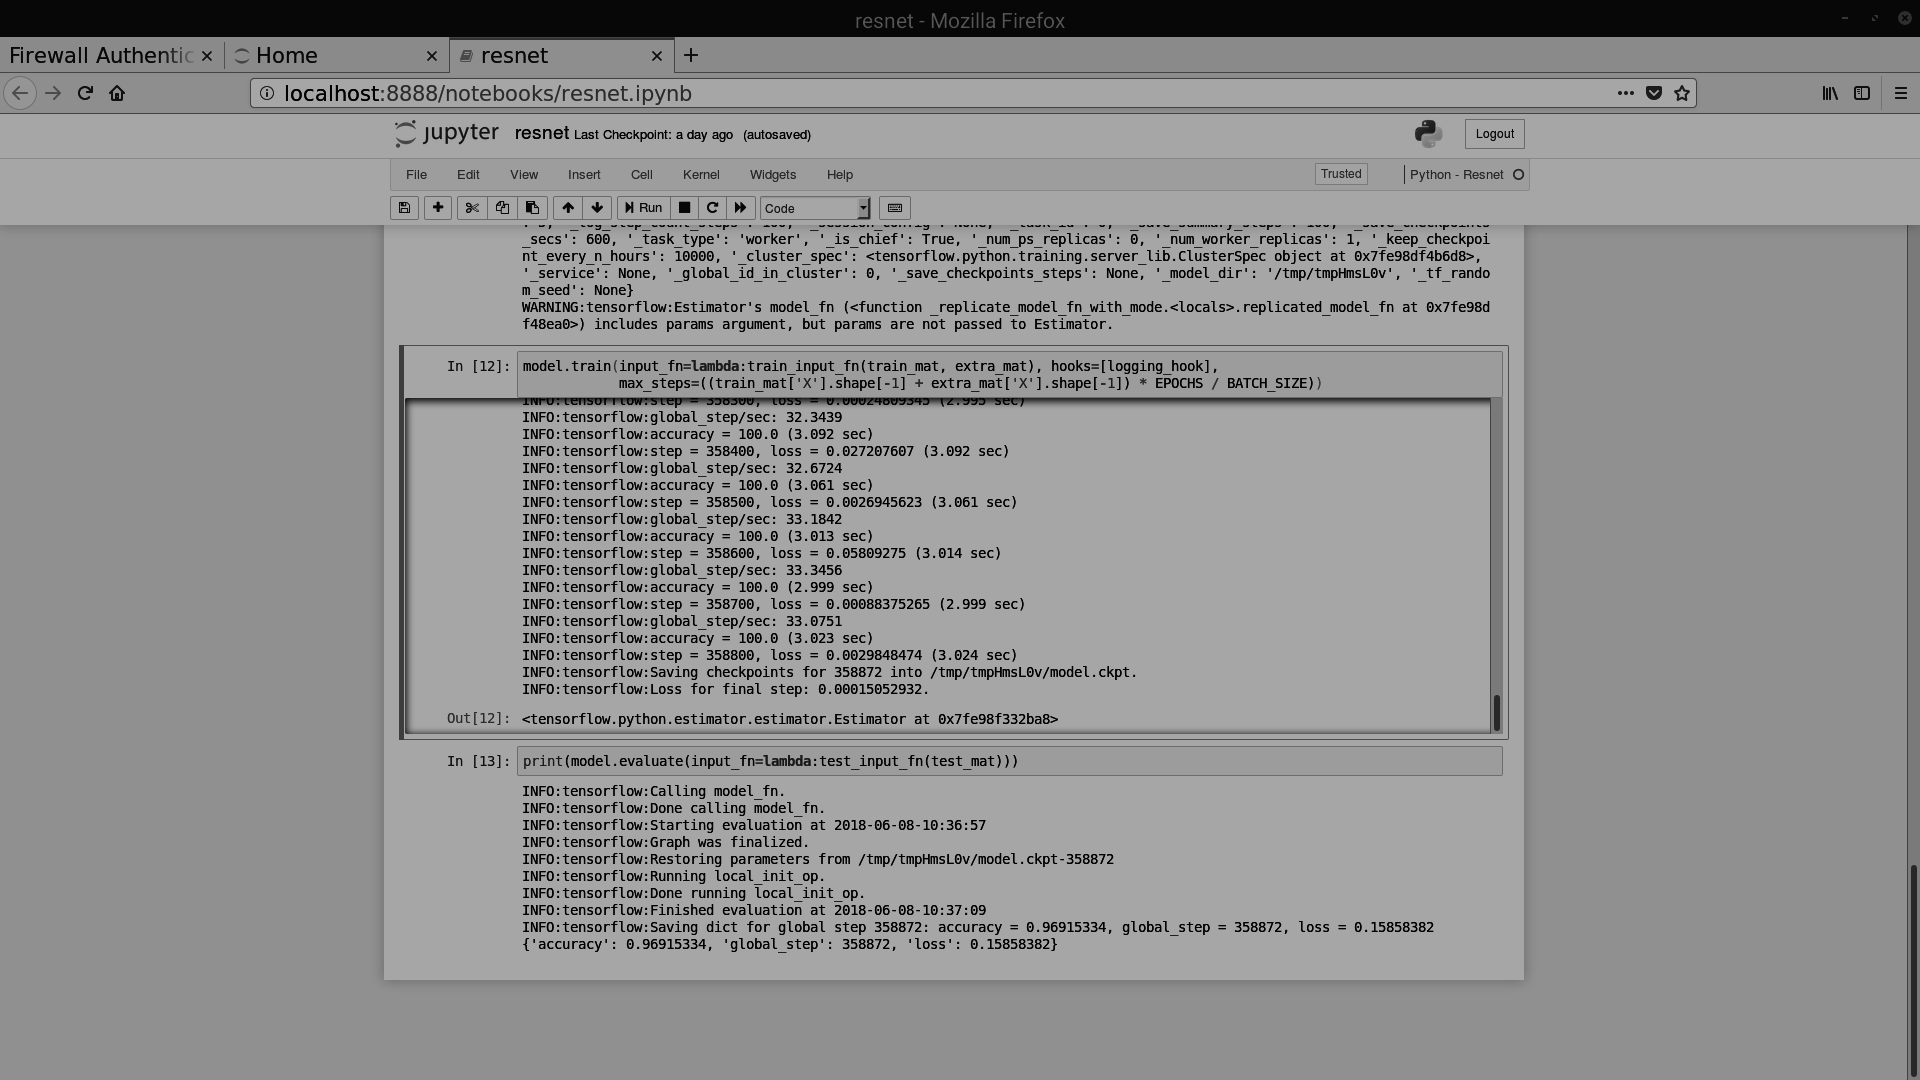 resnet - Mozilla Firefox
Firewall Authentic
Home
resnet
localhost:8888/notebooks/resnet.ipynb
jupyter resnet Last Checkpoint: a day ago (autosaved)
Logout
File Edit View Insert Cell Kernel Widgets Help
Trusted
Python - Resnet
Run
Code
_secs': 600, '_task_type': 'worker', '_is_chief': True, '_num_ps_replicas': 0, '_num_worker_replicas': 1, '_keep_checkpoi
nt_every_n_hours': 10000, '_cluster_spec': <tensorflow.python.training.server_lib.ClusterSpec object at 0x7fe98df4b6d8>,
'_service': None, '_global_id_in_cluster': 0, '_save_checkpoints_steps': None, '_model_dir': '/tmp/tmpHmsL0v', '_tf_rando
m_seed': None}
WARNING:tensorflow:Estimator's model_fn (<function _replicate_model_fn_with_mode.<locals>.replicated_model_fn at 0x7fe98d
f48ea0>) includes params argument, but params are not passed to Estimator.
In [12]: model.train(input_fn=lambda:train_input_fn(train_mat, extra_mat), hooks=[logging_hook],
max_steps=((train_mat['X'].shape[-1] + extra_mat['X'].shape[-1]) * EPOCHS / BATCH_SIZE))
INFO:tensorflow:step = 358300, loss = 0.00024809345 (2.995 sec)
INFO:tensorflow:global_step/sec: 32.3439
INFO:tensorflow:accuracy = 100.0 (3.092 sec)
INFO:tensorflow:step = 358400, loss = 0.027207607 (3.092 sec)
INFO:tensorflow:global_step/sec: 32.6724
INFO:tensorflow:accuracy = 100.0 (3.061 sec)
INFO:tensorflow:step = 358500, loss = 0.0026945623 (3.061 sec)
INFO:tensorflow:global_step/sec: 33.1842
INFO:tensorflow:accuracy = 100.0 (3.013 sec)
INFO:tensorflow:step = 358600, loss = 0.05809275 (3.014 sec)
INFO:tensorflow:global_step/sec: 33.3456
INFO:tensorflow:accuracy = 100.0 (2.999 sec)
INFO:tensorflow:step = 358700, loss = 0.00088375265 (2.999 sec)
INFO:tensorflow:global_step/sec: 33.0751
INFO:tensorflow:accuracy = 100.0 (3.023 sec)
INFO:tensorflow:step = 358800, loss = 0.0029848474 (3.024 sec)
INFO:tensorflow:Saving checkpoints for 358872 into /tmp/tmpHmsL0v/model.ckpt.
INFO:tensorflow:Loss for final step: 0.00015052932.
Out[12]: <tensorflow.python.estimator.estimator.Estimator at 0x7fe98f332ba8>
In [13]: print(model.evaluate(input_fn=lambda:test_input_fn(test_mat)))
INFO:tensorflow:Calling model_fn.
INFO:tensorflow:Done calling model_fn.
INFO:tensorflow:Starting evaluation at 2018-06-08-10:36:57
INFO:tensorflow:Graph was finalized.
INFO:tensorflow:Restoring parameters from /tmp/tmpHmsL0v/model.ckpt-358872
INFO:tensorflow:Running local_init_op.
INFO:tensorflow:Done running local_init_op.
INFO:tensorflow:Finished evaluation at 2018-06-08-10:37:09
INFO:tensorflow:Saving dict for global step 358872: accuracy = 0.96915334, global_step = 358872, loss = 0.15858382
{'accuracy': 0.96915334, 'global_step': 358872, 'loss': 0.15858382}